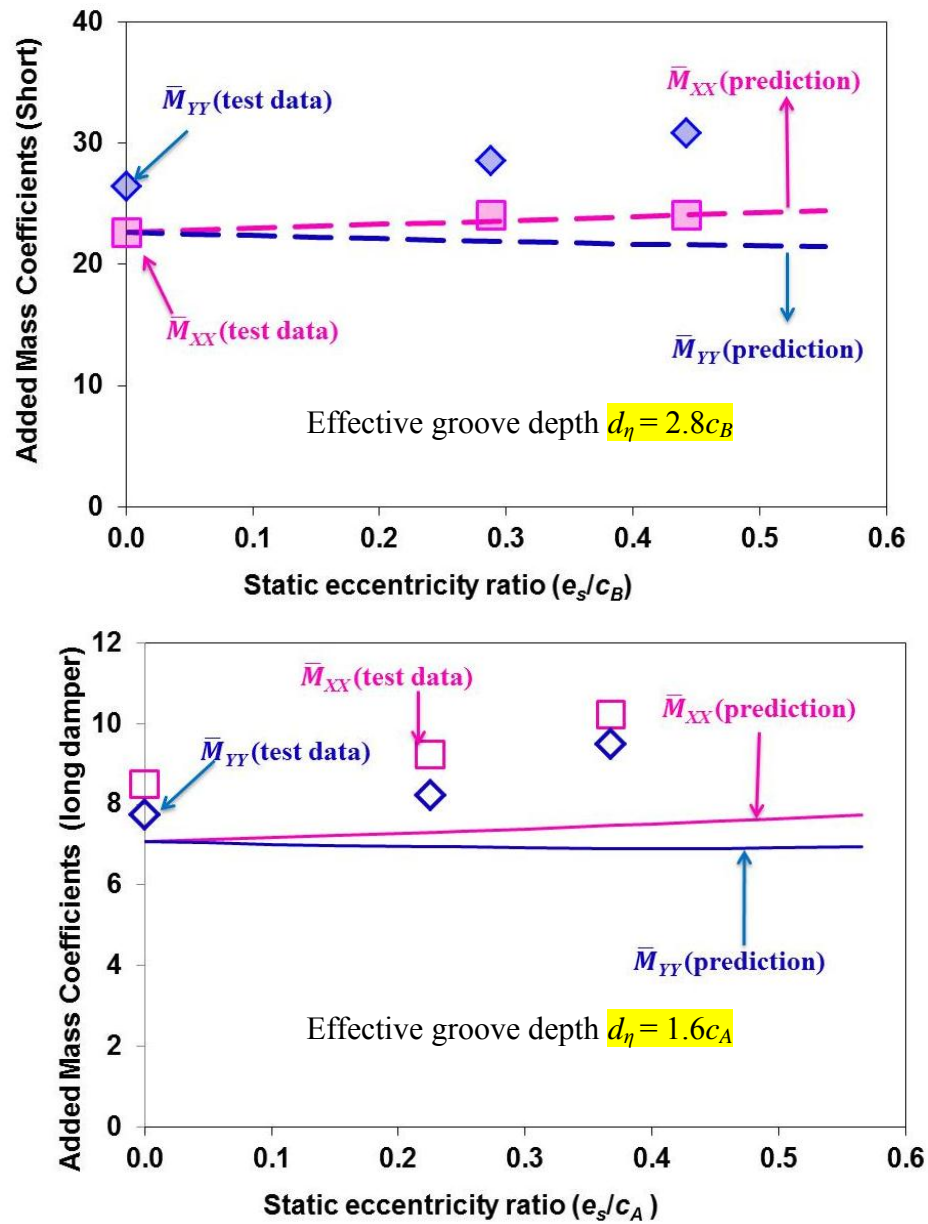 40
M̅XX (prediction)
M̅YY (test data)
30
20
M̅XX (test data)
M̅YY (prediction)
10
Effective groove depth dη = 2.8cB
0
0.0 0.1 0.2 0.3 0.4 0.5 0.6
Added Mass Coefficients (Short)
Static eccentricity ratio (es/cB)
12
M̅XX (test data)
M̅XX (prediction)
10
M̅YY (test data)
8
6
4
M̅YY (prediction)
Effective groove depth dη = 1.6cA
2
0
0.0 0.1 0.2 0.3 0.4 0.5 0.6
Added Mass Coefficients (long damper)
Static eccentricity ratio (es/cA )